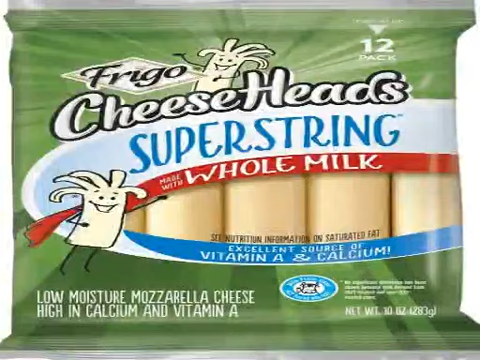 12
PACK
Frigo
CheeseHeads
SUPERSTRING
MADE WITH WHOLE MILK
SEE NUTRITION INFORMATION ON SATURATED FAT
EXCELLENT SOURCE OF
VITAMIN A & CALCIUM!
LOW MOISTURE MOZZARELLA CHEESE
HIGH IN CALCIUM AND VITAMIN A
NET WT. 10 OZ (283g)